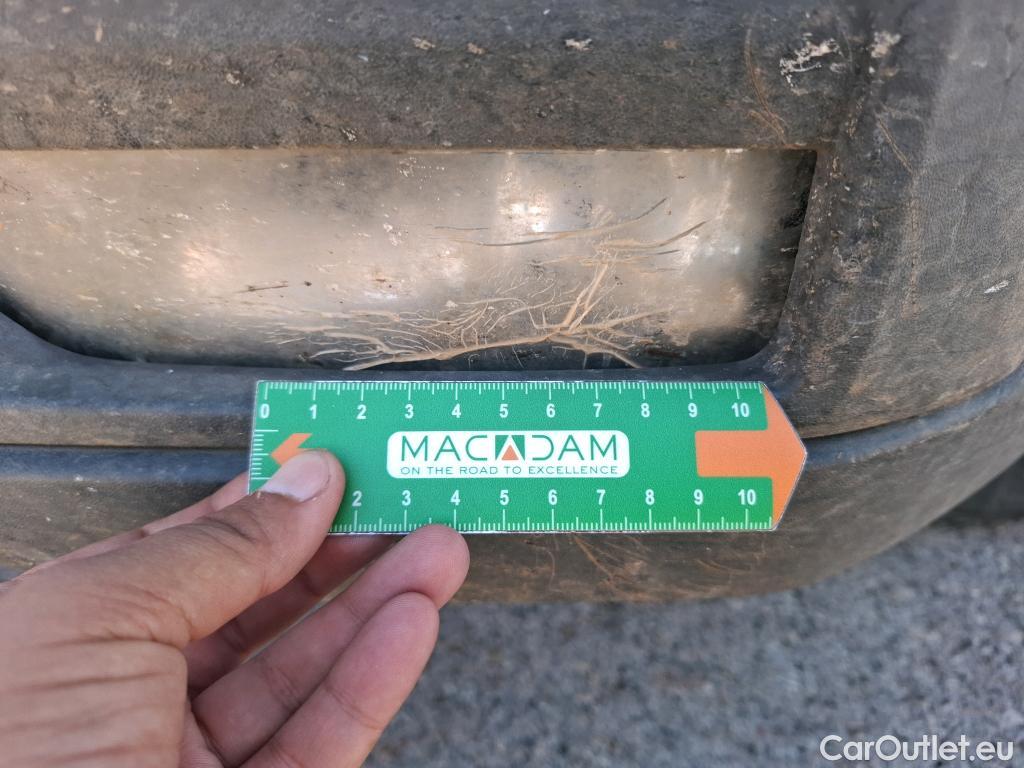 0 1 2 3 4 5 6 7 8 9 10
MACADAM
ON THE ROAD TO EXCELLENCE
2 3 4 5 6 7 8 9 10
CarOutlet.eu